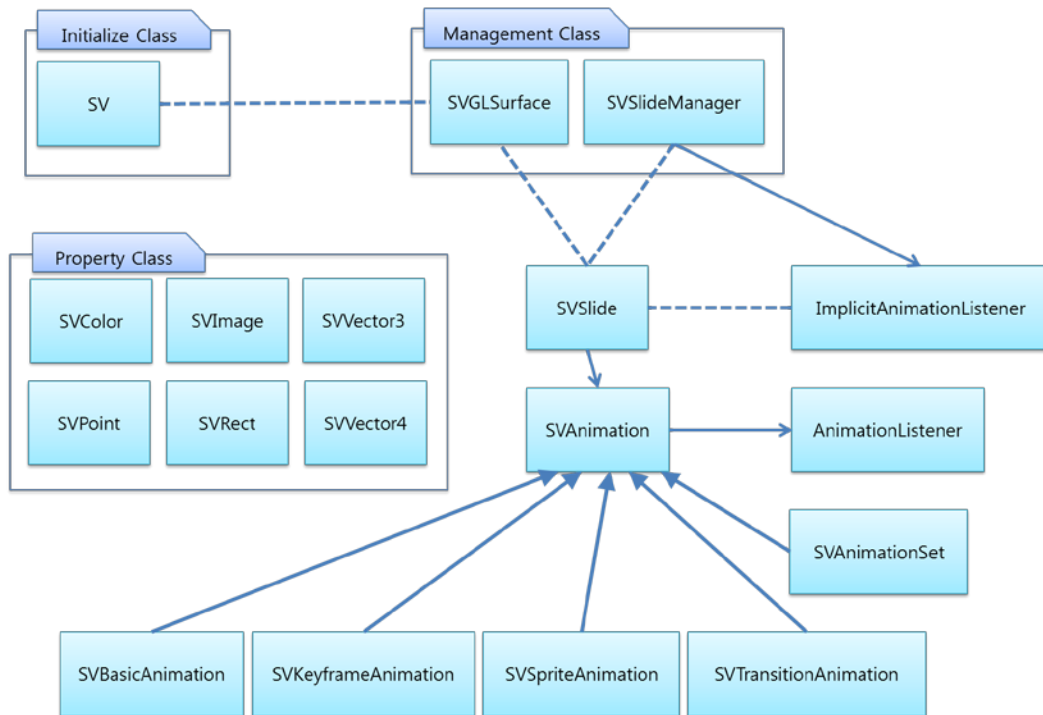 Initialize Class
SV
Management Class
SVGLSurface
SVSlideManager
Property Class
SVColor
SVImage
SVVector3
SVPoint
SVRect
SVVector4
SVSlide
ImplicitAnimationListener
SVAnimation
AnimationListener
SVAnimationSet
SVBasicAnimation
SVKeyframeAnimation
SVSpriteAnimation
SVTransitionAnimation